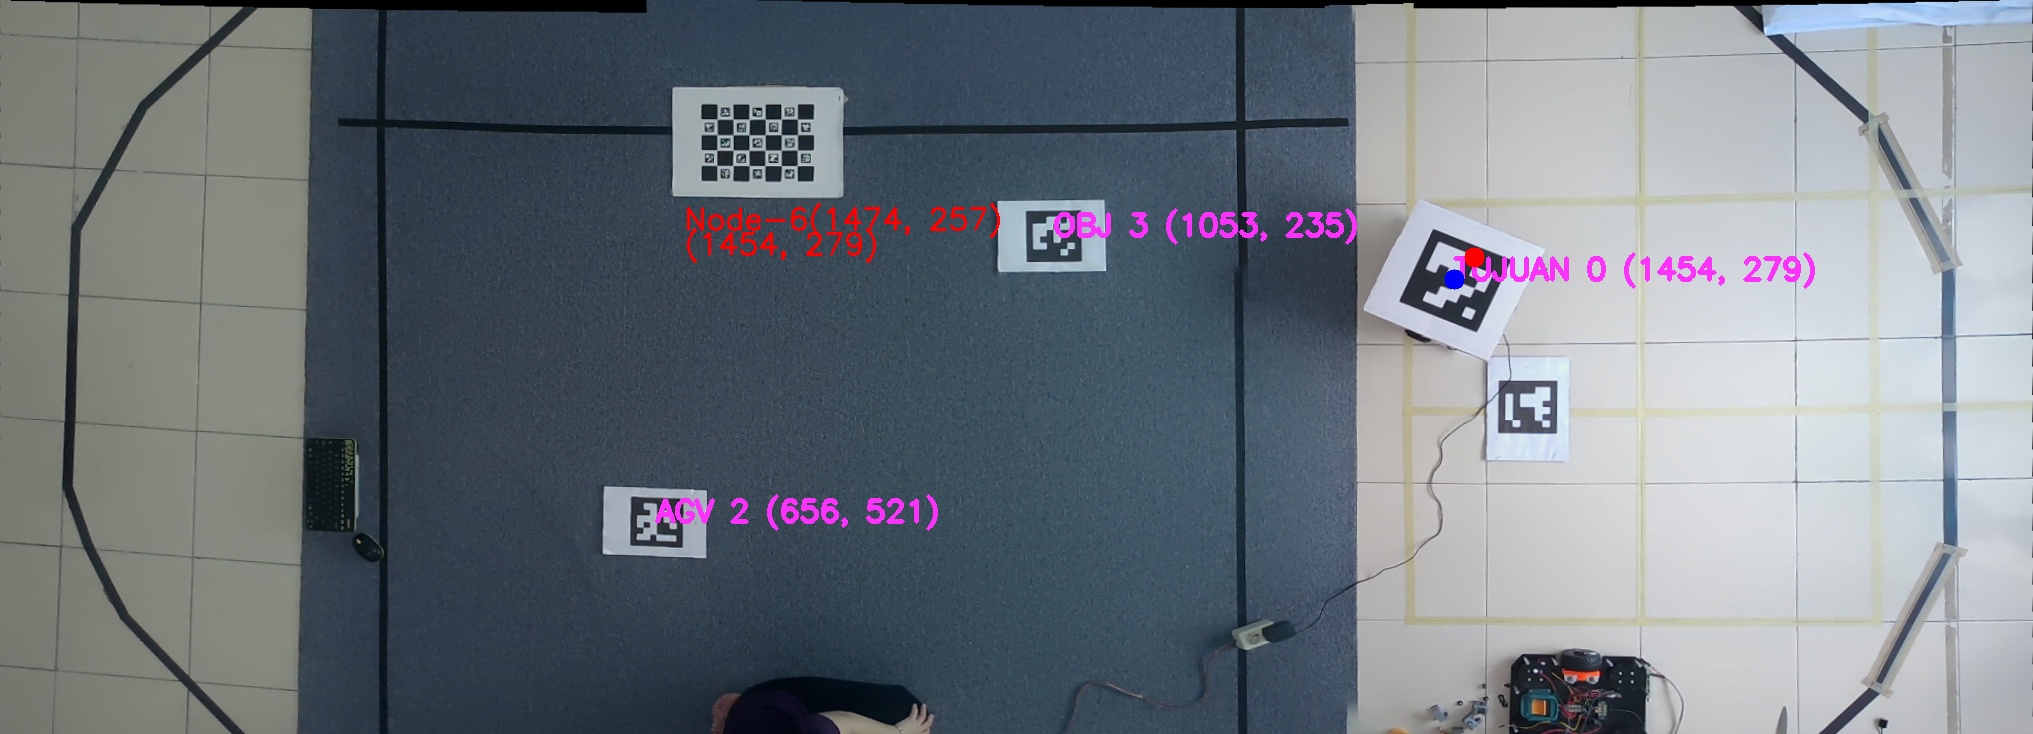 Node-6(1474, 257)
(1454, 279)
OBJ 3 (1053, 235)
TUJUAN 0 (1454, 279)
AGV 2 (656, 521)